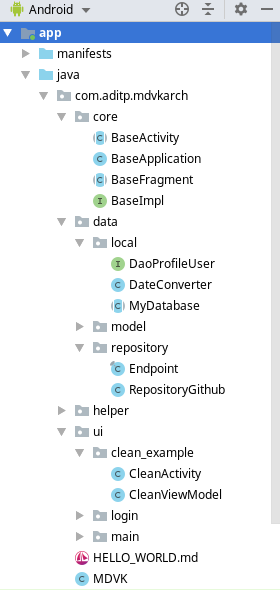 Android
app
manifests
java
com.aditp.mdvkarch
core
BaseActivity
BaseApplication
BaseFragment
BaseImpl
data
local
DaoProfileUser
DateConverter
MyDatabase
model
repository
Endpoint
RepositoryGithub
helper
ui
clean_example
CleanActivity
CleanViewModel
login
main
HELLO_WORLD.md
MDVK